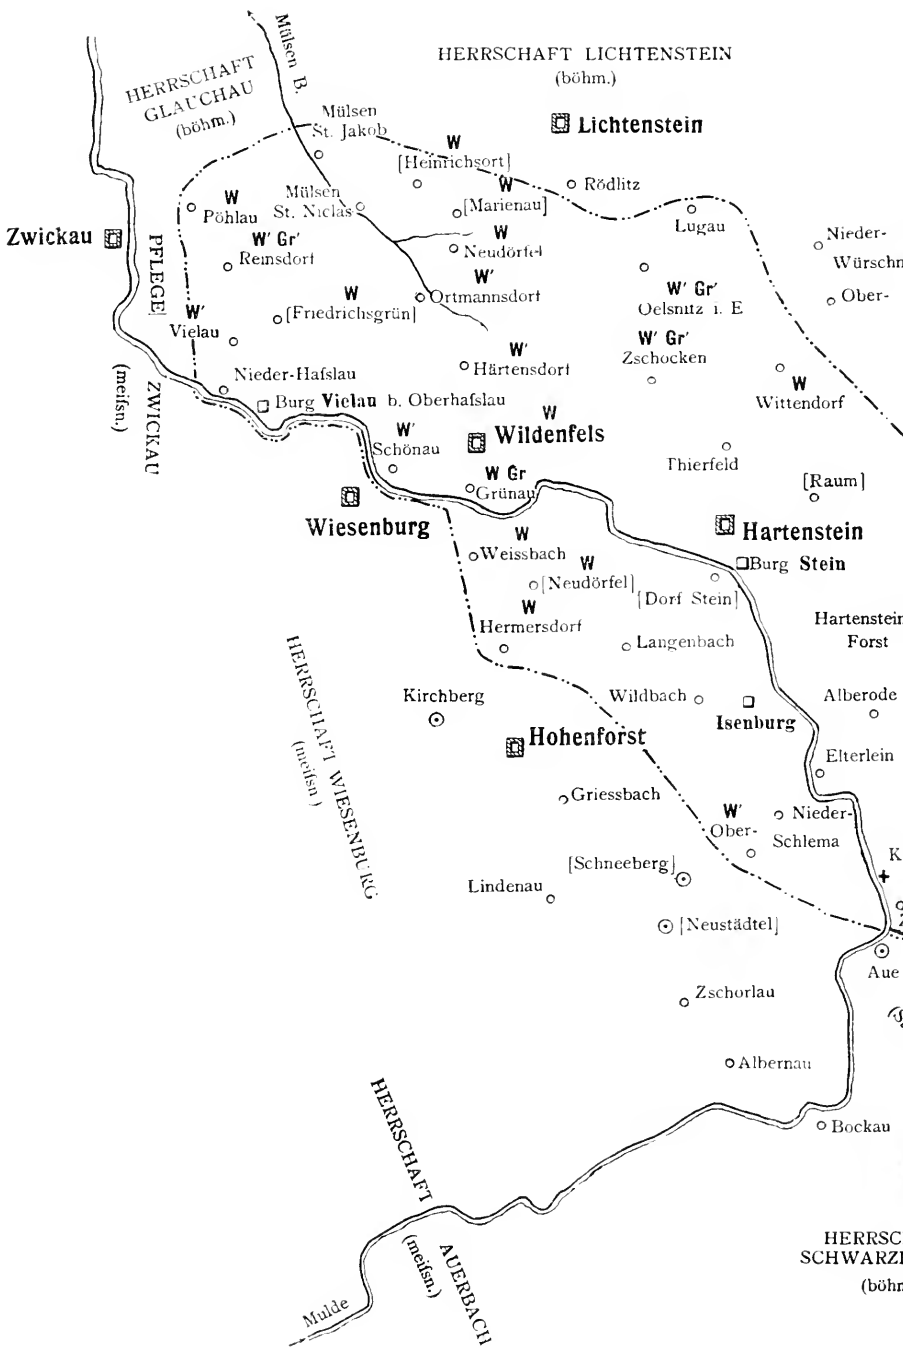 Mülsen B.
HERRSCHAFT
GLAUCHAU
(böhm.)
HERRSCHAFT LICHTENSTEIN
(böhm.)
Lichtenstein
Mülsen
St. Jakob
W
[Heinrichsort]
Rödlitz
W
Pöhlau
Mülsen
St. Niclas
W
[Marienau]
Lugau
Zwickau
PFLEGE
ZWICKAU
(meifsn.)
W' Gr'
Reinsdorf
W
Neudörfel
Nieder-
Würschn
Ober-
W
[Friedrichsgrün]
W'
Ortmannsdorf
W' Gr'
Oelsnitz i. E
W'
Vielau
W'
Härtensdorf
W' Gr'
Zschocken
W
Wittendorf
Nieder-Hafslau
Burg Vielau b. Oberhafslau
W'
Schönau
W
Wildenfels
Thierfeld
[Raum]
W Gr
Grünau
Wiesenburg
Hartenstein
W
Weissbach
Burg Stein
W
[Neudörfel]
[Dorf Stein]
W
Hermersdorf
Langenbach
Hartenstein
Forst
HERRSCHAFT WIESENBURG
(meifsn)
Kirchberg
Wildbach
Isenburg
Alberode
Hohenforst
Elterlein
Griessbach
W'
Ober-
Nieder-
Schlema
[Schneeberg]
K
Lindenau
[Neustädtel]
Aue
Zschorlau
Albernau
Bockau
HERRSCHAFT
AUERBACH
(meifsn.)
Mulde
HERRSC
SCHWARZ
(böhm